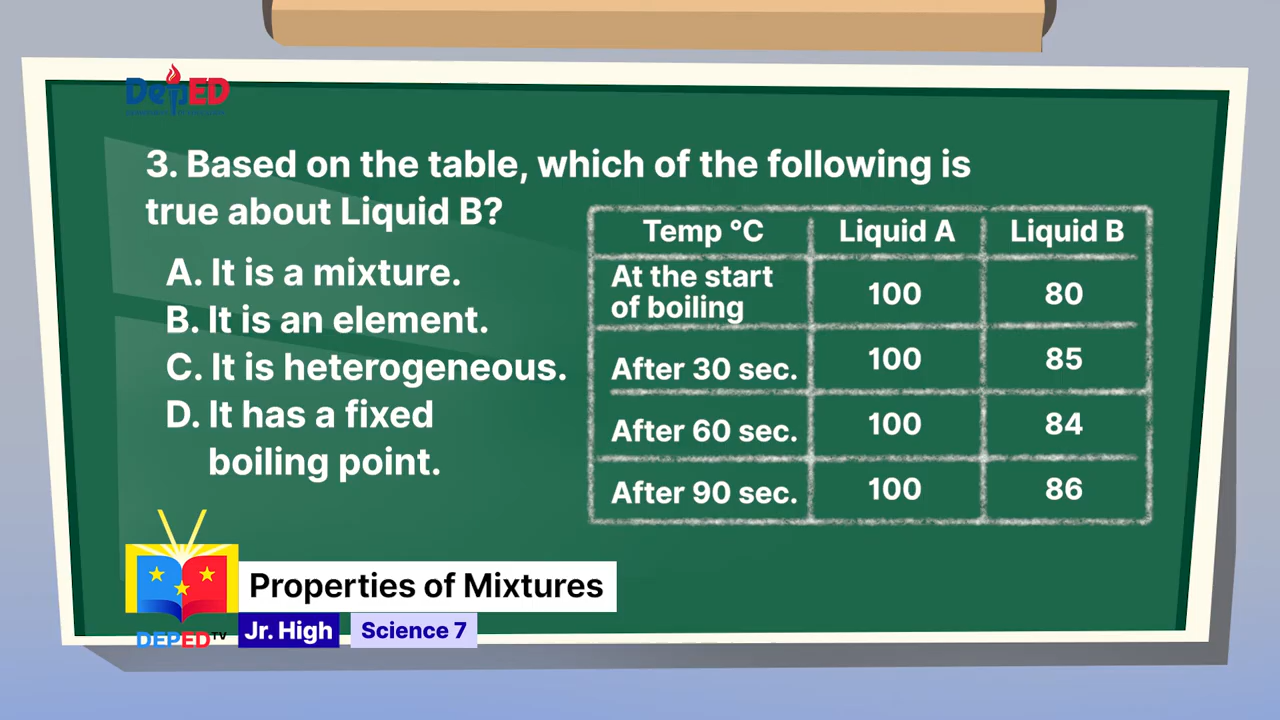 DepED
3. Based on the table, which of the following is
true about Liquid B?
A. It is a mixture.
B. It is an element.
C. It is heterogeneous.
D. It has a fixed
boiling point.
Temp °C Liquid A Liquid B
At the start
of boiling 100 80
After 30 sec. 100 85
After 60 sec. 100 84
After 90 sec. 100 86
Properties of Mixtures
DEPED TV
Jr. High Science 7